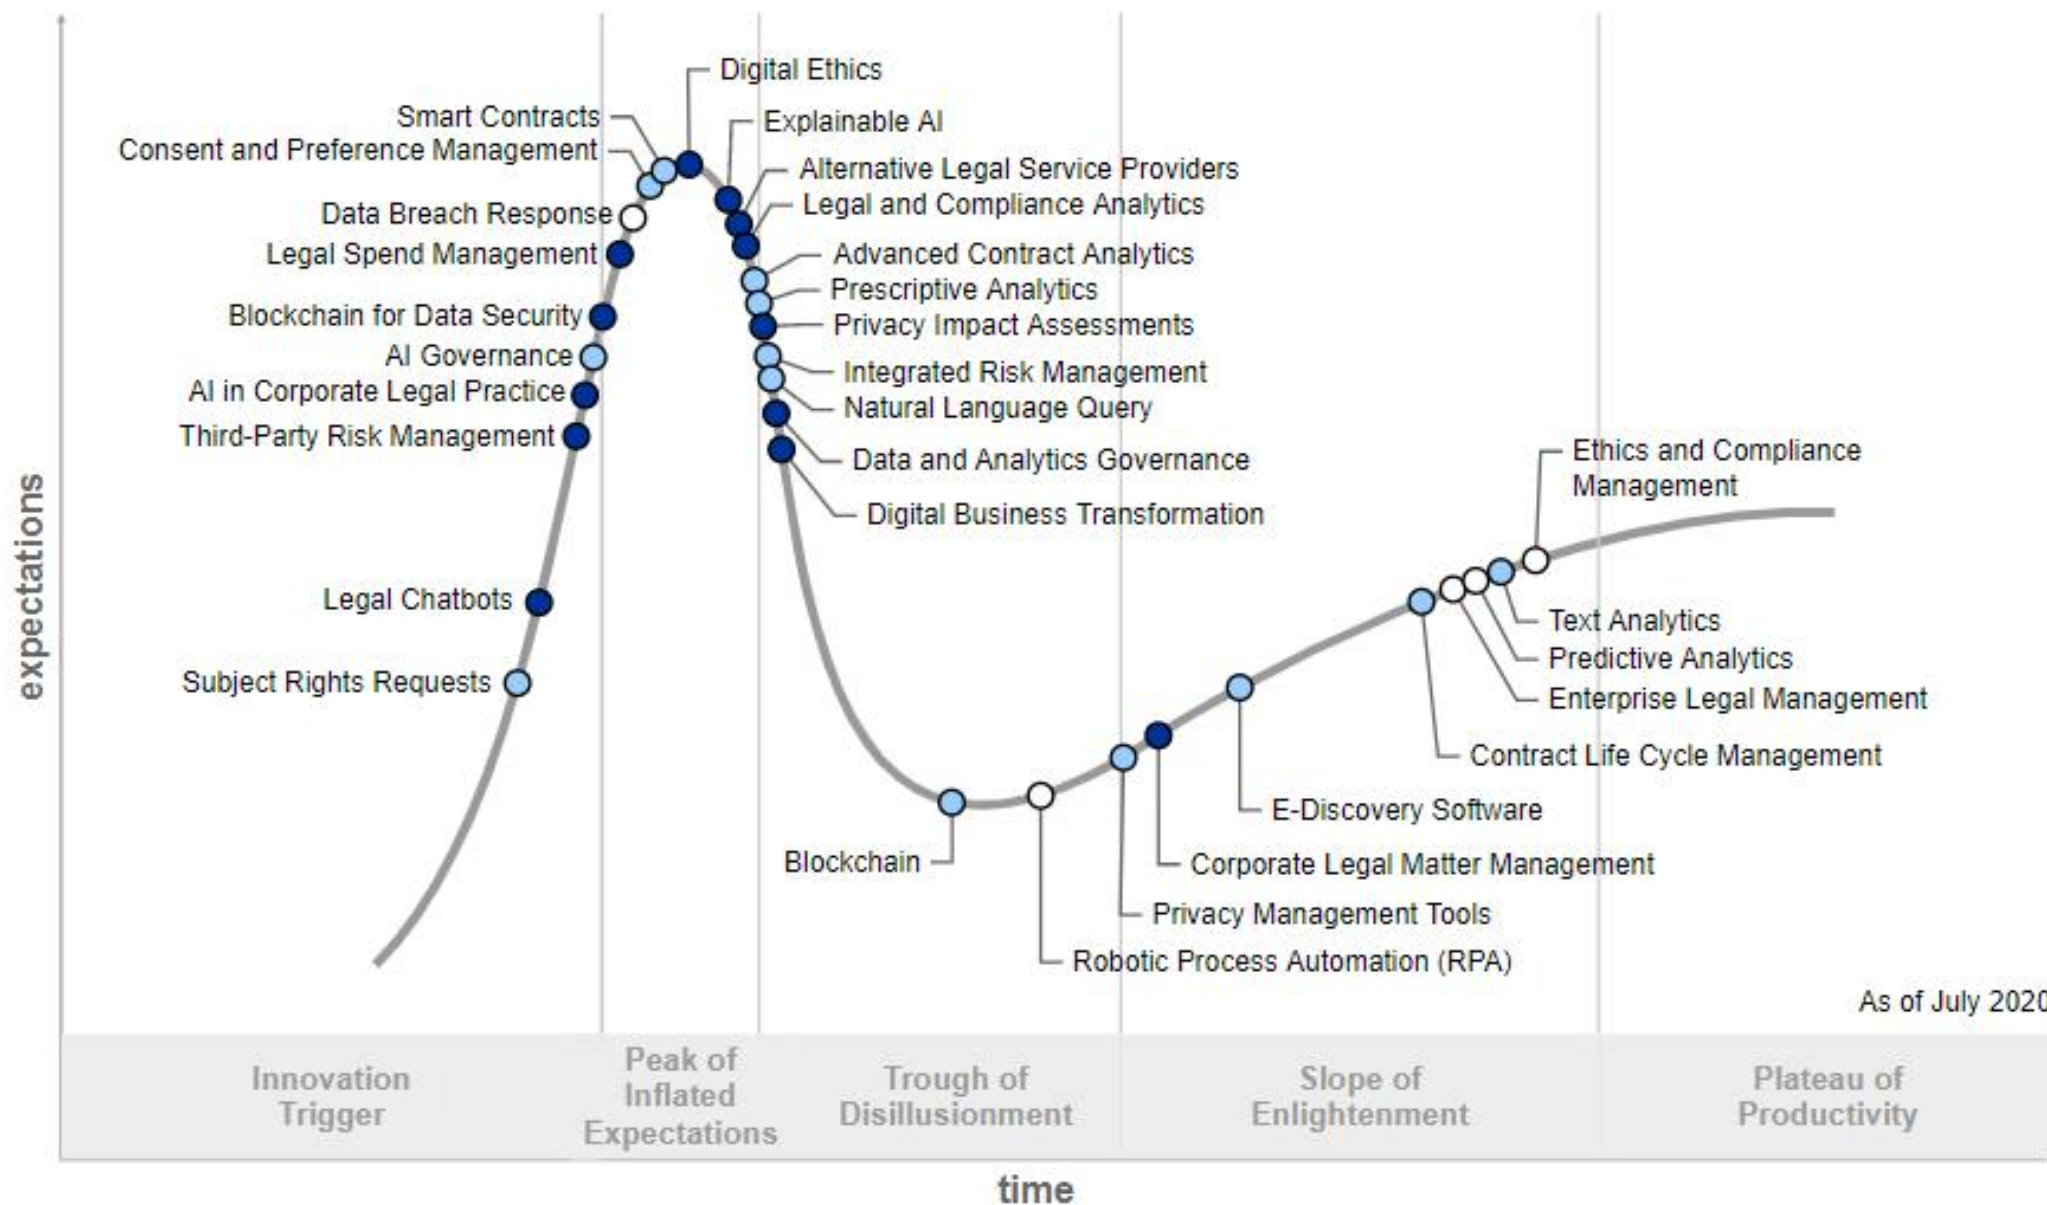 Digital Ethics
Smart Contracts
Explainable AI
Consent and Preference Management
Alternative Legal Service Providers
Legal and Compliance Analytics
Data Breach Response
Legal Spend Management
Advanced Contract Analytics
Prescriptive Analytics
Blockchain for Data Security
Privacy Impact Assessments
AI Governance
Integrated Risk Management
AI in Corporate Legal Practice
Natural Language Query
Third-Party Risk Management
Data and Analytics Governance
Ethics and Compliance
Management
Digital Business Transformation
expectations
Legal Chatbots
Text Analytics
Subject Rights Requests
Predictive Analytics
Enterprise Legal Management
Contract Life Cycle Management
E-Discovery Software
Blockchain
Corporate Legal Matter Management
Privacy Management Tools
Robotic Process Automation (RPA)
As of July 2020
Innovation
Trigger
Peak of
Inflated
Expectations
Trough of
Disillusionment
Slope of
Enlightenment
Plateau of
Productivity
time